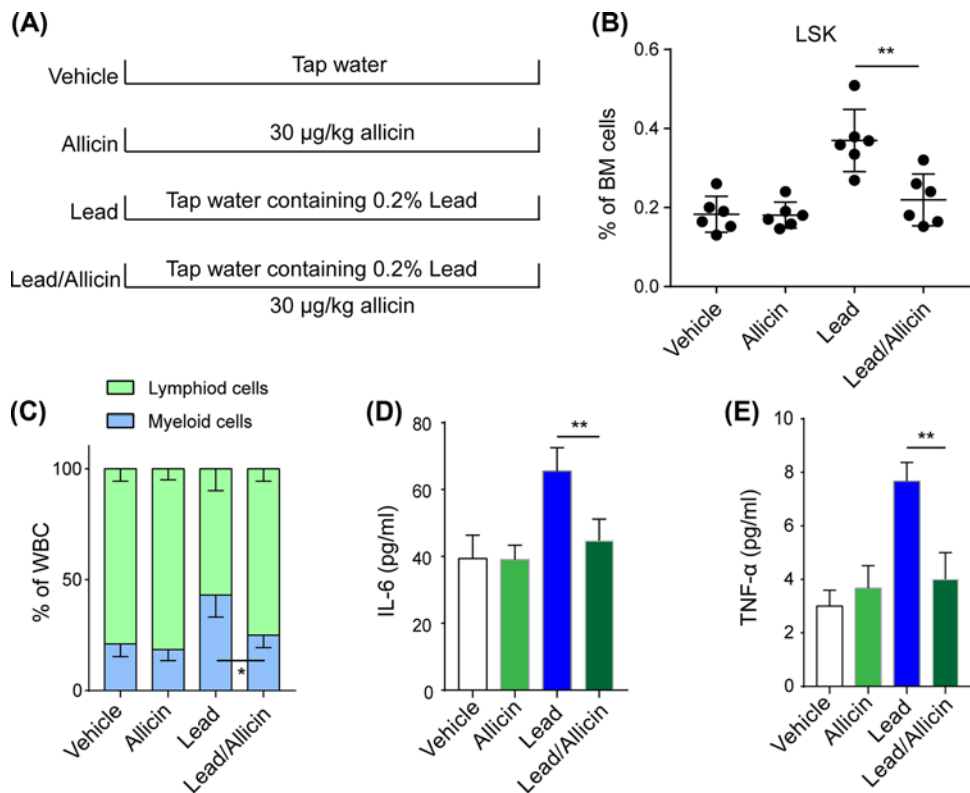 (A)
Vehicle
Tap water
Allicin
30 µg/kg allicin
Lead
Tap water containing 0.2% Lead
Lead/Allicin
Tap water containing 0.2% Lead
30 µg/kg allicin
(B)
LSK
**
% of BM cells
0.6
0.4
0.2
0.0
Vehicle
Allicin
Lead
Lead/Allicin
(C)
Lymphiod cells
Myeloid cells
% of WBC
100
50
0
*
Vehicle
Allicin
Lead
Lead/Allicin
(D)
**
IL-6 (pg/ml)
80
60
40
20
0
Vehicle
Allicin
Lead
Lead/Allicin
(E)
**
TNF-α (pg/ml)
10
8
6
4
2
0
Vehicle
Allicin
Lead
Lead/Allicin